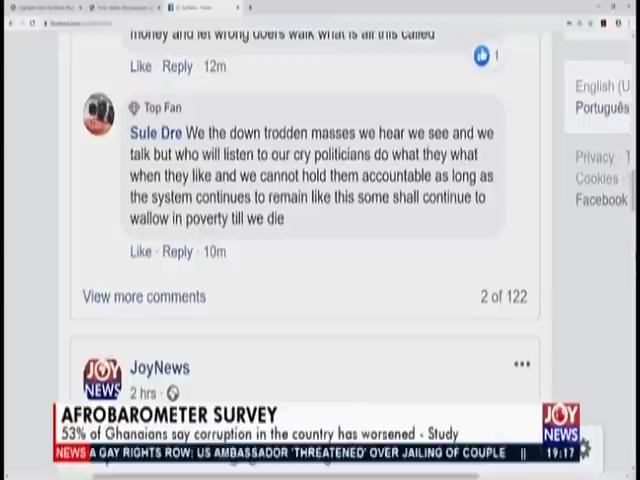 money and let wrong doers walk what is all this called
Like · Reply · 12m
1
Top Fan
Sule Dre We the down trodden masses we hear we see and we
talk but who will listen to our cry politicians do what they what
when they like and we cannot hold them accountable as long as
the system continues to remain like this some shall continue to
wallow in poverty till we die
Like · Reply · 10m
View more comments
2 of 122
English (U
Português
Privacy
Cookies
Facebook
JOY NEWS
JoyNews
2 hrs
AFROBAROMETER SURVEY
53% of Ghanaians say corruption in the country has worsened - Study
JOY
NEWS
NEWS A GAY RIGHTS ROW: US AMBASSADOR 'THREATENED' OVER JAILING OF COUPLE ||
19:17